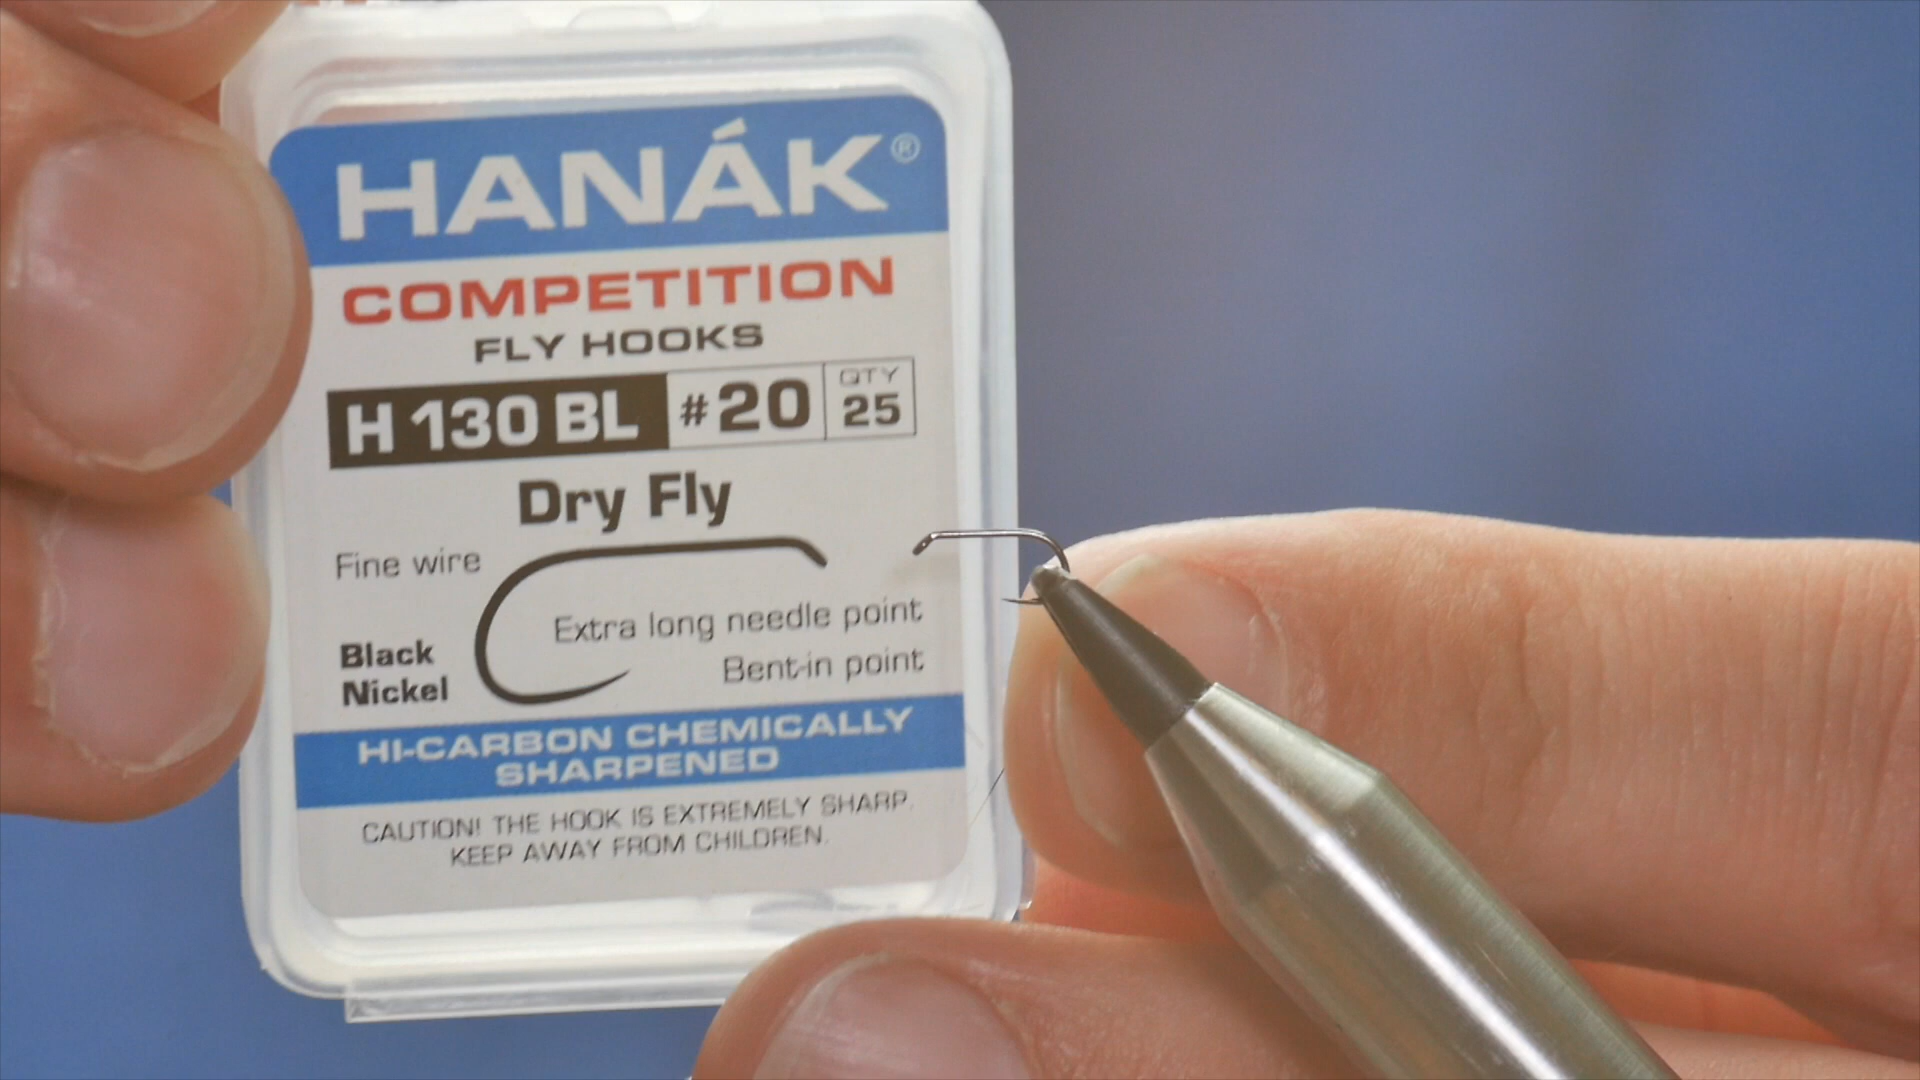 HANÁK®
COMPETITION
FLY HOOKS
H 130 BL #20 QTY 25
Dry Fly
Fine wire
Extra long needle point
Black Nickel
Bent-in point
HI-CARBON CHEMICALLY
SHARPENED
CAUTION! THE HOOK IS EXTREMELY SHARP.
KEEP AWAY FROM CHILDREN.